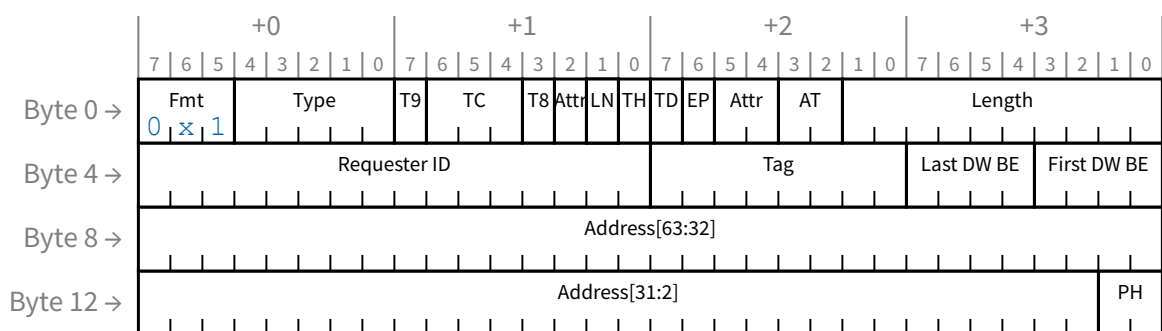 +0 +1 +2 +3
7 6 5 4 3 2 1 0 7 6 5 4 3 2 1 0 7 6 5 4 3 2 1 0 7 6 5 4 3 2 1 0
Byte 0 → Fmt Type T9 TC T8 Attr LN TH TD EP Attr AT Length
0 x 1
Byte 4 → Requester ID Tag Last DW BE First DW BE
Byte 8 → Address[63:32]
Byte 12 → Address[31:2] PH